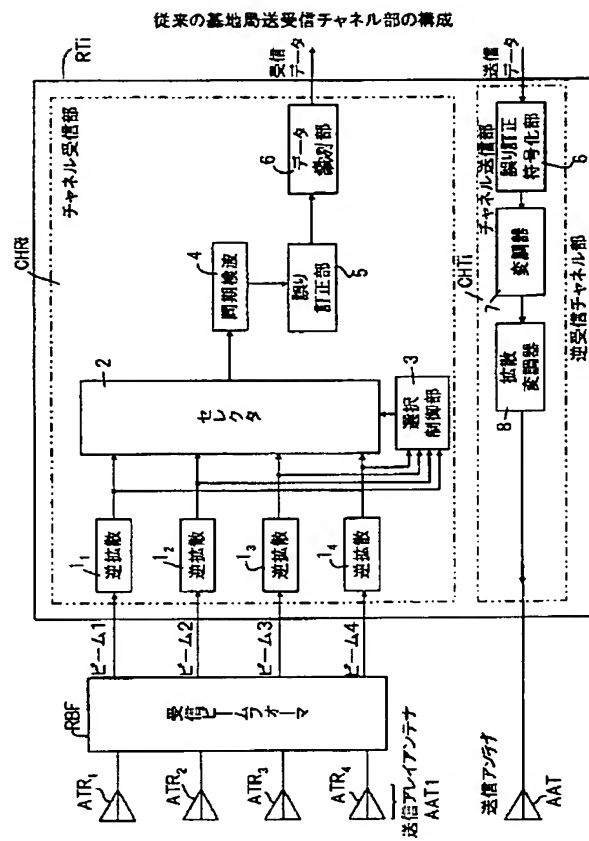 従来の基地局送受信チャネル部の構成
RTi
CHRi
チャネル受信部
受信
データ
6
データ
識別部
4
同期検波
誤り
訂正部
5
2
セレクタ
3
選択
制御部
1₁
逆拡散
1₂
逆拡散
1₃
逆拡散
1₄
逆拡散
ビーム1
ビーム2
ビーム3
ビーム4
RBF
受信ビームフォーマ
ATR₁
ATR₂
ATR₃
ATR₄
送信アレイアンテナ
AAT1
CHTi
チャネル送信部
送信
データ
誤り訂正
符号化部
6
変調器
7
拡散
変調器
8
逆受信チャネル部
送信アンテナ
AAT